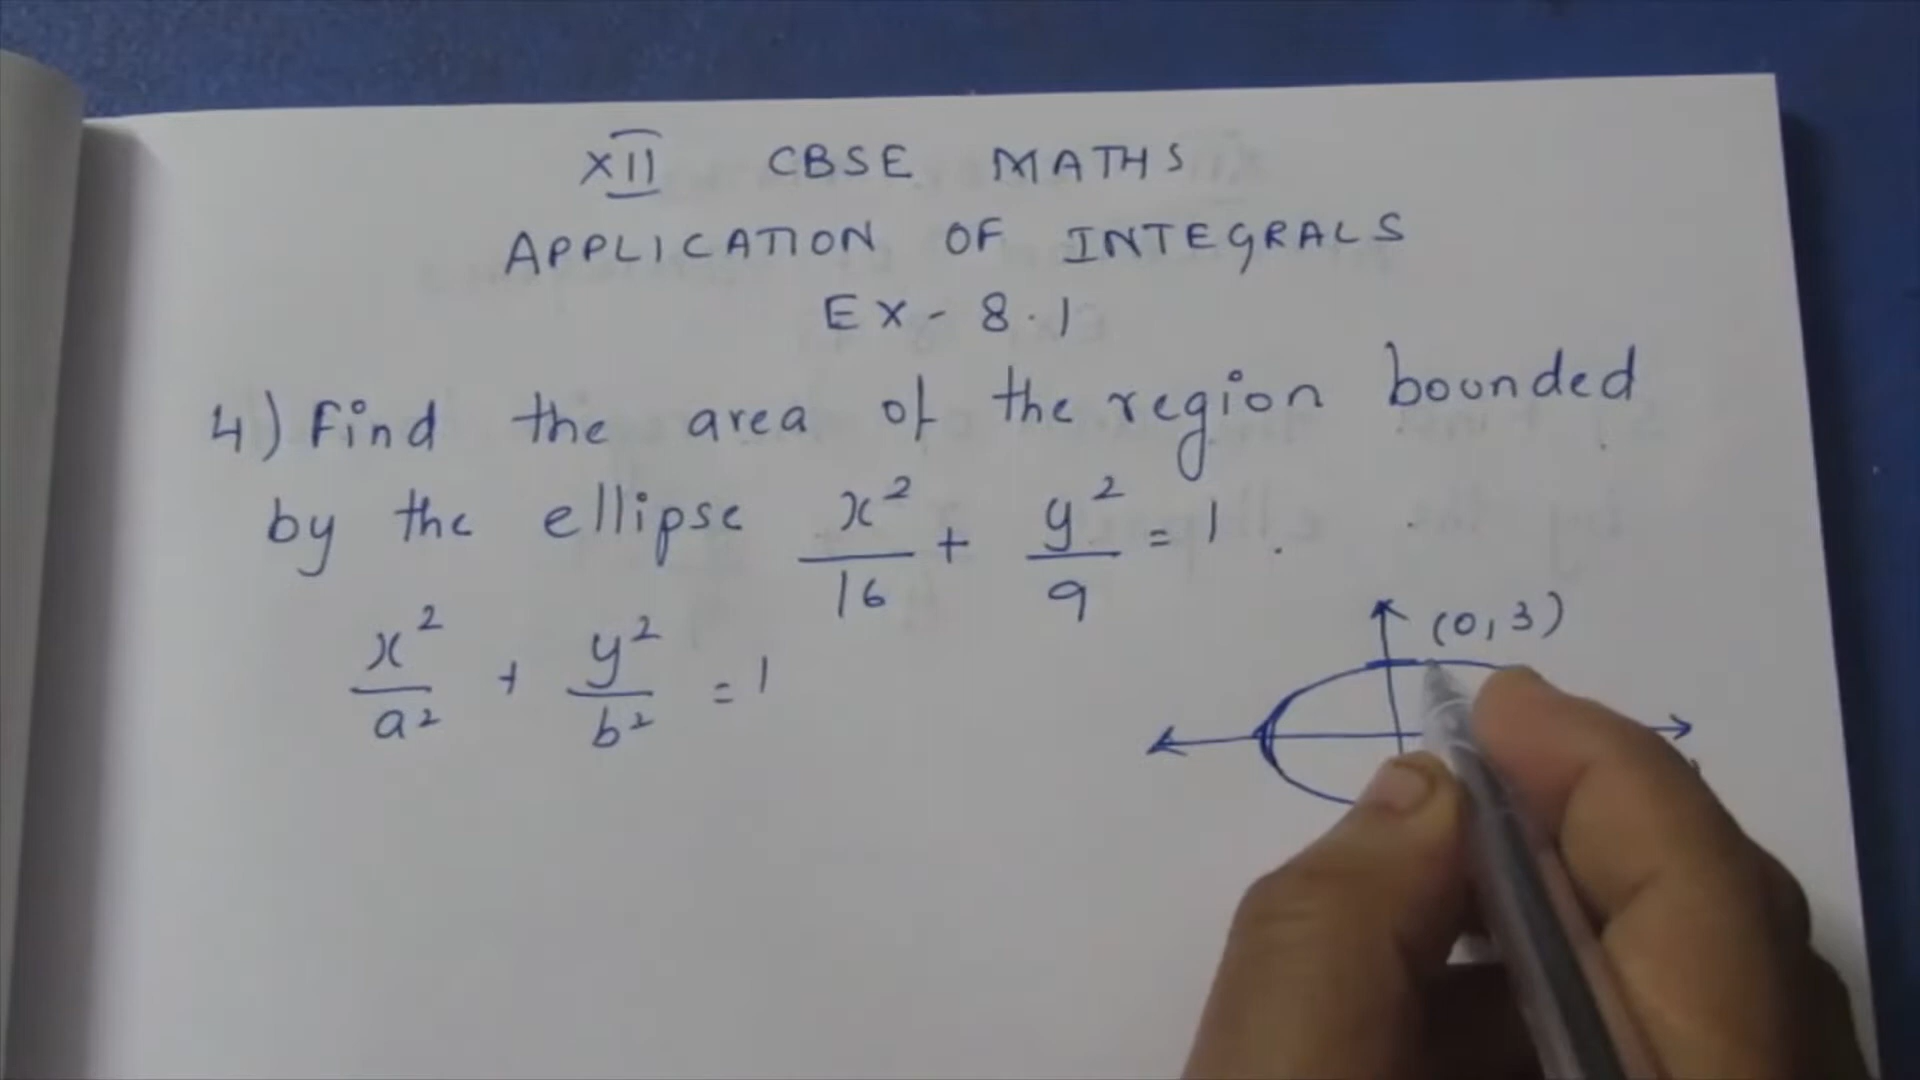 XII CBSE MATHS
APPLICATION OF INTEGRALS
EX - 8.1
4) Find the area of the region bounded
by the ellipse x²/16 + y²/9 = 1.
x²/a² + y²/b² = 1
(0,3)